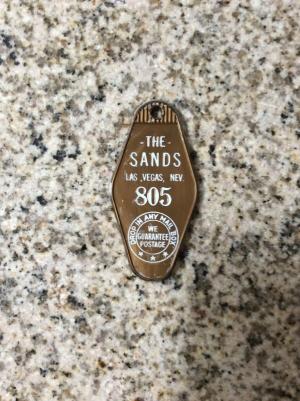 -THE-
SANDS
LAS ,VEGAS, NEV.
805
DROP IN ANY MAIL BOX
WE
GUARANTEE
POSTAGE